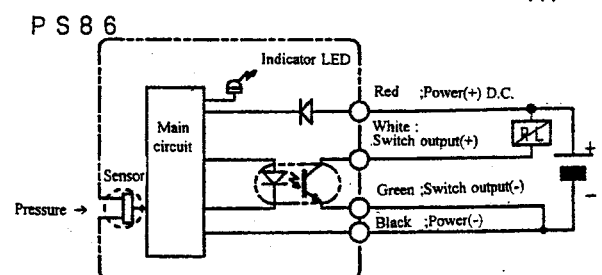 PS86
Indicator LED
Red ;Power(+) D.C.
White :
Switch output(+)
RL
+
Main
circuit
Sensor
Pressure →
Green ;Switch output(-)
-
Black ;Power(-)